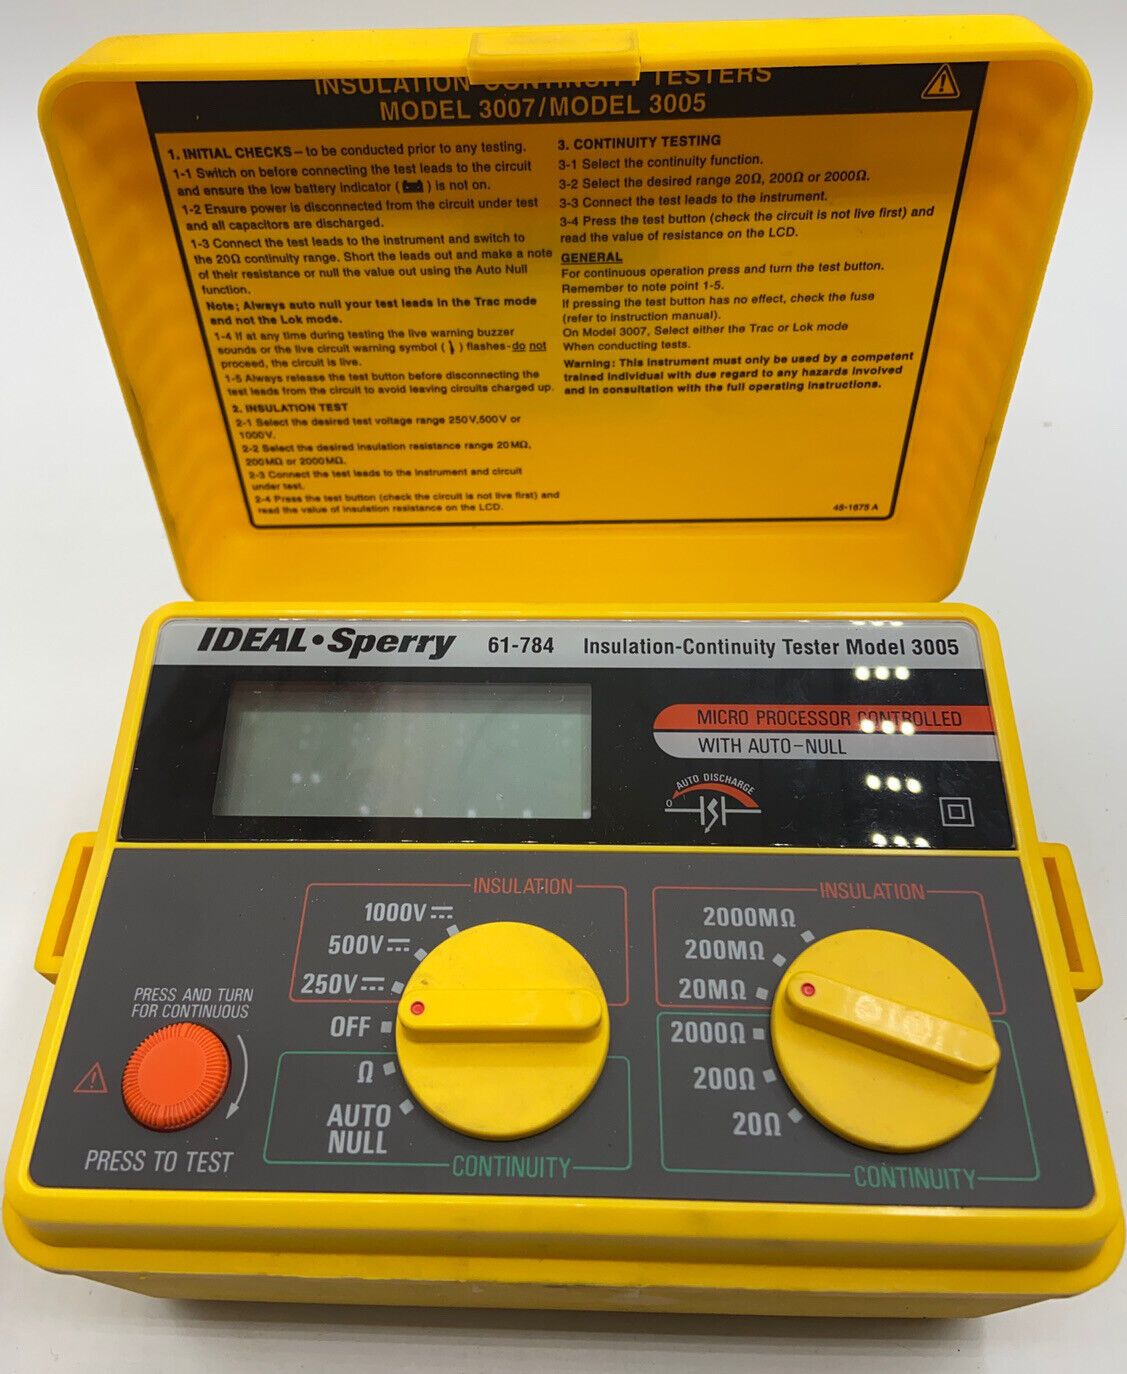 INSULATION-CONTINUITY TESTERS
MODEL 3007/MODEL 3005
1. INITIAL CHECKS – to be conducted prior to any testing.
1-1 Switch on before connecting the test leads to the circuit
and ensure the low battery indicator ( ) is not on.
1-2 Ensure power is disconnected from the circuit under test
and all capacitors are discharged.
1-3 Connect the test leads to the instrument and switch to
the 20Ω continuity range. Short the leads out and make a note
of their resistance or null the value out using the Auto Null
function.
Note; Always auto null your test leads in the Trac mode
and not the Lok mode.
1-4 If at any time during testing the live warning buzzer
sounds or the live circuit warning symbol ( ) flashes-do not
proceed, the circuit is live.
1-5 Always release the test button before disconnecting the
test leads from the circuit to avoid leaving circuits charged up.
2. INSULATION TEST
2-1 Select the desired test voltage range 250V,500V or
1000V.
2-2 Select the desired insulation resistance range 20MΩ,
200MΩ or 2000MΩ.
2-3 Connect the test leads to the instrument and circuit
under test.
2-4 Press the test button (check the circuit is not live first) and
read the value of insulation resistance on the LCD.
3. CONTINUITY TESTING
3-1 Select the continuity function.
3-2 Select the desired range 20Ω, 200Ω or 2000Ω.
3-3 Connect the test leads to the instrument.
3-4 Press the test button (check the circuit is not live first) and
read the value of resistance on the LCD.
GENERAL
For continuous operation press and turn the test button.
Remember to note point 1-5.
If pressing the test button has no effect, check the fuse
(refer to instruction manual).
On Model 3007, Select either the Trac or Lok mode
When conducting tests.
Warning: This instrument must only be used by a competent
trained individual with due regard to any hazards involved
and in consultation with the full operating instructions.
45-1675 A
IDEAL•Sperry 61-784 Insulation-Continuity Tester Model 3005
MICRO PROCESSOR CONTROLLED
WITH AUTO-NULL
AUTO DISCHARGE
0
PRESS AND TURN
FOR CONTINUOUS
PRESS TO TEST
INSULATION
1000V
500V
250V
OFF
Ω
AUTO
NULL
CONTINUITY
INSULATION
2000MΩ
200MΩ
20MΩ
2000Ω
200Ω
20Ω
CONTINUITY